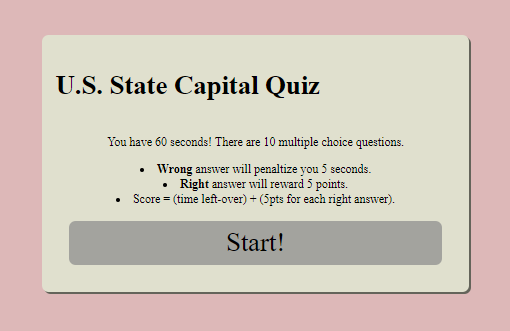 U.S. State Capital Quiz
You have 60 seconds! There are 10 multiple choice questions.
• Wrong answer will penaltize you 5 seconds.
• Right answer will reward 5 points.
• Score = (time left-over) + (5pts for each right answer).
Start!